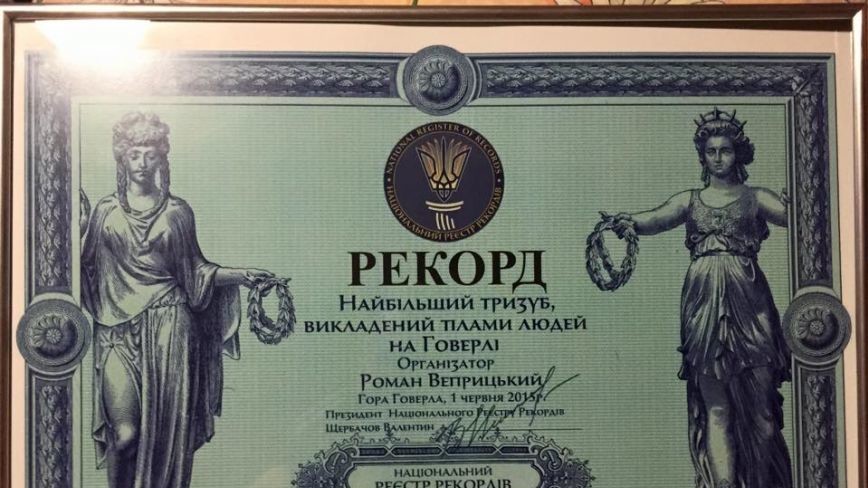 NATIONAL REGISTER OF RECORDS
НАЦІОНАЛЬНИЙ РЕЄСТР РЕКОРДІВ
РЕКОРД
Найбільший тризуб,
викладений тілами людей
на Говерлі
Організатор
Роман Веприцький
Гора Говерла, 1 червня 2015р.
Президент Національного Реєстру Рекордів
Щербачов Валентин
НАЦІОНАЛЬНИЙ
РЕЄСТР РЕКОРДІВ